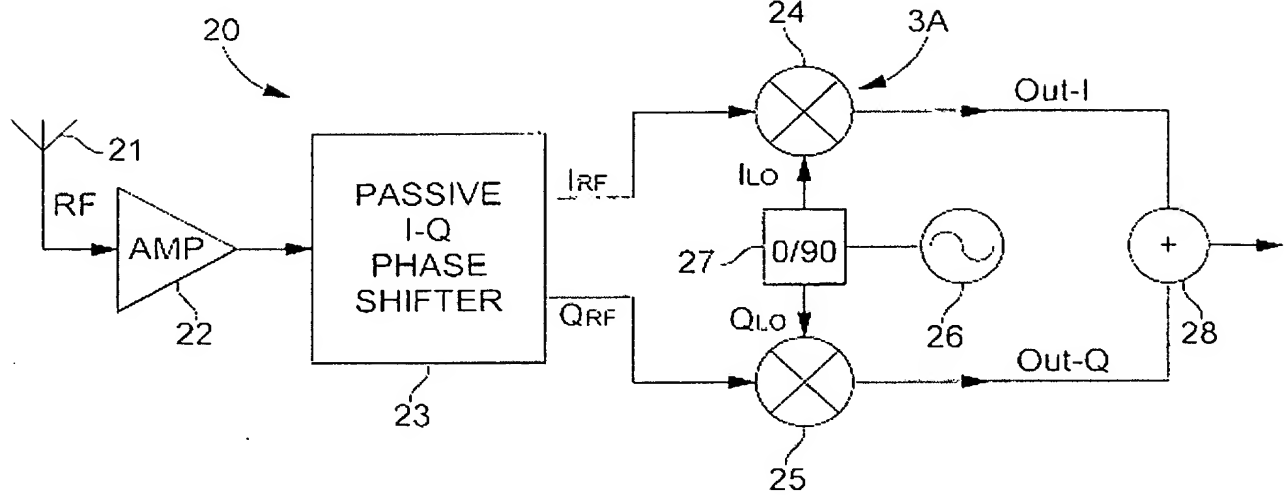 20
24
3A
21
RF
AMP
22
PASSIVE
I-Q
PHASE
SHIFTER
23
IRF
QRF
ILO
27
0/90
QLO
26
25
Out-I
+
28
Out-Q